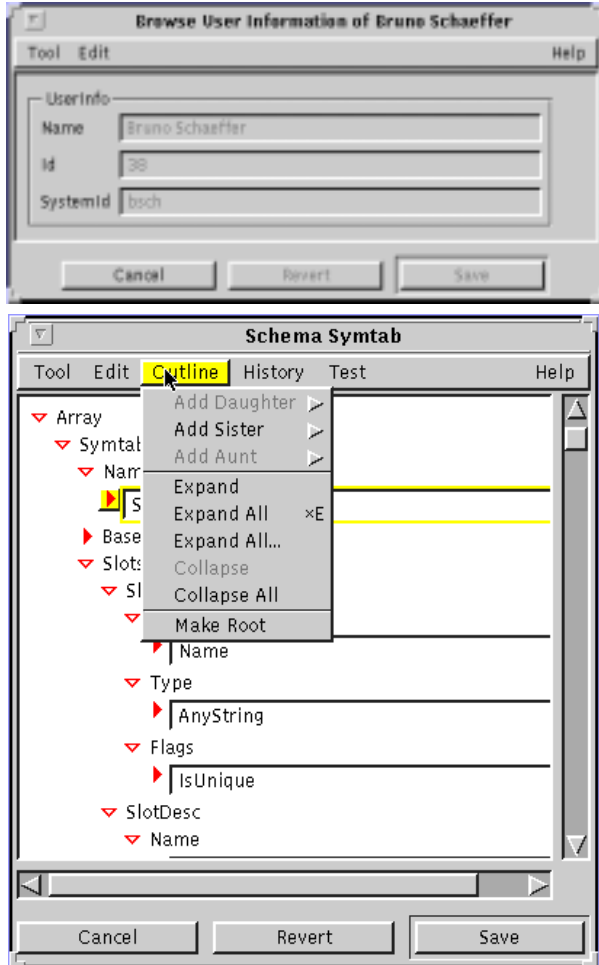 Browse User Information of Bruno Schaeffer
Tool Edit Help
UserInfo
Name Bruno Schaeffer
Id 38
SystemId bsch
Cancel Revert Save
Schema Symtab
Tool Edit Outline History Test Help
Add Daughter
Array
Add Sister
Symtab
Add Aunt
Nam
Expand
S
Expand All ×E
Base
Expand All...
Slots
Collapse
Sl
Collapse All
Make Root
Name
Type
AnyString
Flags
IsUnique
SlotDesc
Name
Cancel Revert Save